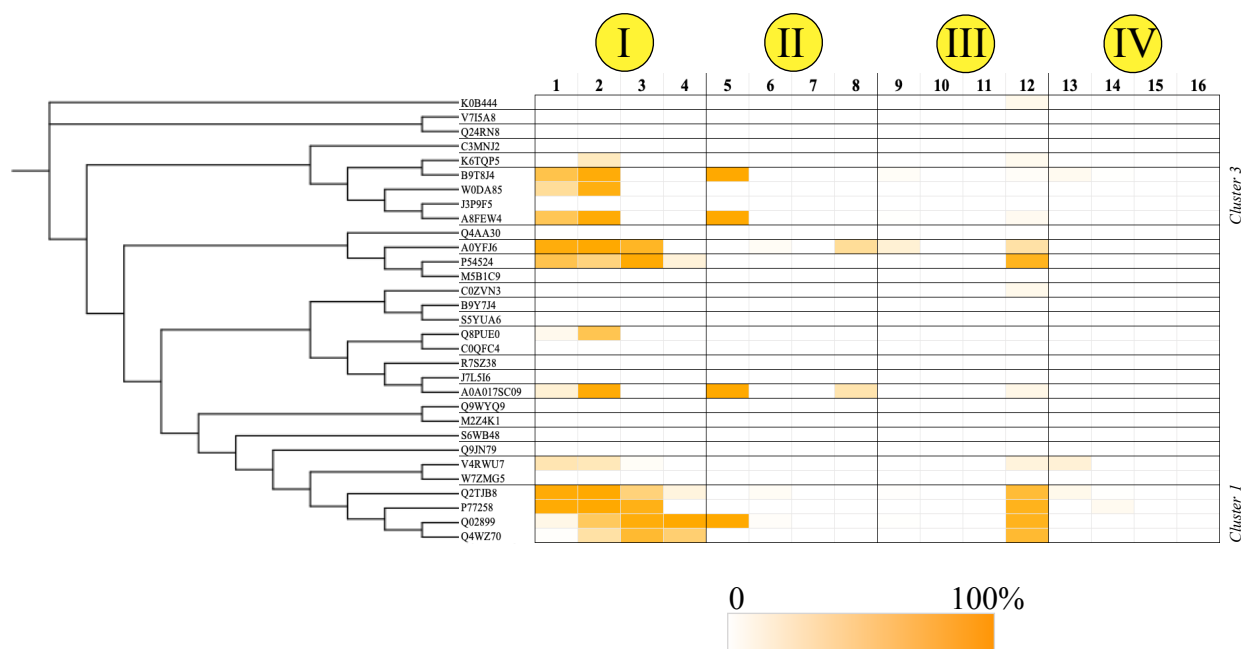 I II III IV
1 2 3 4 5 6 7 8 9 10 11 12 13 14 15 16
K0B444
V7I5A8
Q24RN8
C3MNJ2
K6TQP5
B9T8J4
W0DA85
J3P9F5
A8FEW4
Cluster 3
Q4AA30
A0YFJ6
P54524
M5B1C9
C0ZVN3
B9Y7J4
S5YUA6
Q8PUE0
C0QFC4
R7SZ38
J7L5I6
A0A017SC09
Q9WYQ9
M2Z4K1
S6WB48
Q9JN79
V4RWU7
W7ZMG5
Q2TJB8
P77258
Q02899
Q4WZ70
Cluster 1
0 100%